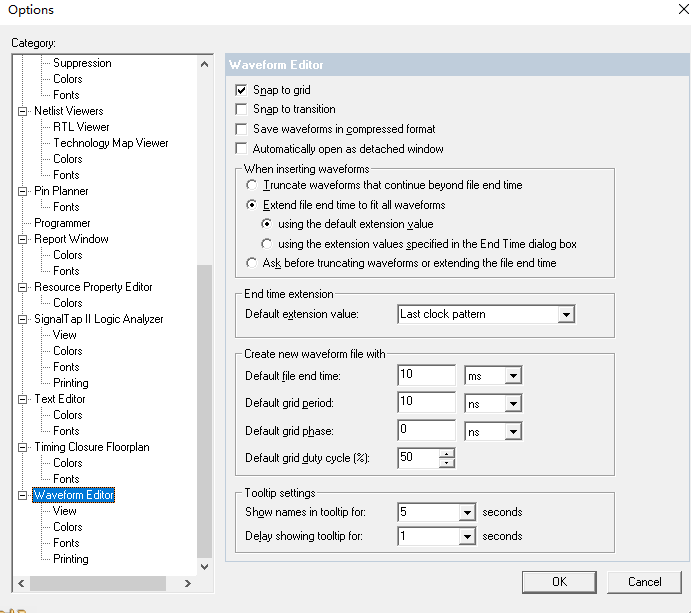 Options
Category:
Suppression
Colors
Fonts
Netlist Viewers
RTL Viewer
Technology Map Viewer
Colors
Fonts
Pin Planner
Fonts
Programmer
Report Window
Colors
Fonts
Resource Property Editor
Colors
SignalTap II Logic Analyzer
View
Colors
Fonts
Printing
Text Editor
Colors
Fonts
Timing Closure Floorplan
Colors
Fonts
Waveform Editor
View
Colors
Fonts
Printing
Waveform Editor
Snap to grid
Snap to transition
Save waveforms in compressed format
Automatically open as detached window
When inserting waveforms
Truncate waveforms that continue beyond file end time
Extend file end time to fit all waveforms
using the default extension value
using the extension values specified in the End Time dialog box
Ask before truncating waveforms or extending the file end time
End time extension
Default extension value: Last clock pattern
Create new waveform file with
Default file end time: 10 ms
Default grid period: 10 ns
Default grid phase: 0 ns
Default grid duty cycle (%): 50
Tooltip settings
Show names in tooltip for: 5 seconds
Delay showing tooltip for: 1 seconds
OK Cancel